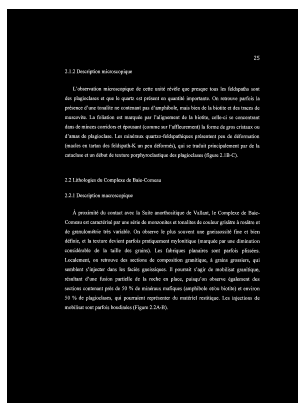 25
2.1.2 Description microscopique
L'observation microscopique de cette unité révèle que presque tous les feldspaths sont
des plagioclases et que le quartz est présent en quantité importante. On retrouve parfois la
présence d'une tonalite ne contenant pas d'amphibole, mais bien de la biotite et des traces de
muscovite. La foliation est marquée par l'alignement de la biotite, celle-ci se concentrant
dans de minces corridors et épousant (comme sur l'affleurement) la forme de gros cristaux ou
d'amas de plagioclase. Les minéraux quartzo-feldspathiques présentent peu de déformation
(macles en tartan des feldspath-K un peu déformés), qui se traduit principalement par de la
cataclase et un début de texture porphyroclastique des plagioclases (figure 2.1B-C).
2.2 Lithologies du Complexe de Baie-Comeau
2.2.1 Description macroscopique
À proximité du contact avec la Suite anorthosique de Vallant, le Complexe de Baie-
Comeau est caractérisé par une série de monzonites et tonalites de couleur grisâtre à rosâtre et
de granulométrie très variable. On observe le plus souvent une gneissosité fine et bien
définie, et la texture devient parfois pratiquement mylonitique (marquée par une diminution
considérable de la taille des grains). Les fabriques planaires sont parfois plissées.
Localement, on retrouve des sections de composition granitique, à grains grossiers, qui
semblent s'injecter dans les faciès gneissiques. Il pourrait s'agir de mobilisat granitique,
résultant d'une fusion partielle de la roche en place, puisqu'on observe également des
sections contenant près de 50 % de minéraux mafiques (amphibole et/ou biotite) et environ
50 % de plagioclases, qui pourraient représenter du matériel restitique. Les injections de
mobilisat sont parfois boudinées (Figure 2.2A-B).